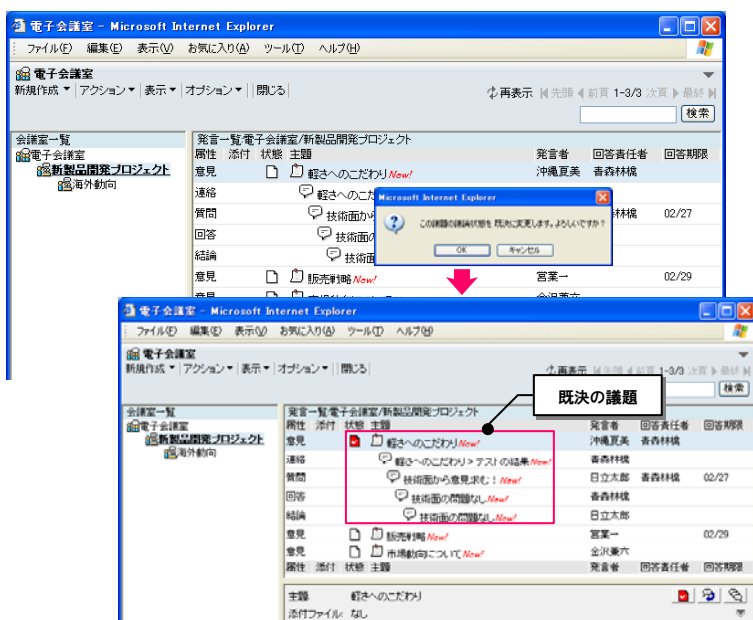 電子会議室 - Microsoft Internet Explorer
ファイル(F) 編集(E) 表示(V) お気に入り(A) ツール(T) ヘルプ(H)
電子会議室
新規作成 アクション 表示 オプション 閉じる 再表示 先頭 前頁 1-3/3 次頁 最終
検索
会議室一覧 発言一覧:電子会議室/新製品開発プロジェクト
電子会議室 属性 添付 状態 主題 発言者 回答責任者 回答期限
新製品開発プロジェクト 意見 軽さへのこだわり New! 沖縄夏美 青森林檎
海外動向 連絡 軽さへのこだ
質問 技術面か 林檎 02/27
回答 技術面の
結論 技術面
意見 販売戦略 New! 営業一 02/29
Microsoft Internet Explorer
この議題の議論状態を 既決に変更します。よろしいですか?
OK キャンセル
電子会議室 - Microsoft Internet Explorer
ファイル(F) 編集(E) 表示(V) お気に入り(A) ツール(T) ヘルプ(H)
電子会議室
新規作成 アクション 表示 オプション 閉じる 再表示 1-3/3 次頁 最終
検索
既決の議題
会議室一覧 発言一覧:電子会議室/新製品開発プロジェクト
電子会議室 属性 添付 状態 主題 発言者 回答責任者 回答期限
新製品開発プロジェクト 意見 軽さへのこだわり New! 沖縄夏美 青森林檎
海外動向 連絡 軽さへのこだわり > テストの結果 New! 青森林檎
質問 技術面から意見求む! New! 日立太郎 青森林檎 02/27
回答 技術面の問題なし New! 青森林檎
結論 技術面の問題なし New! 日立太郎
意見 販売戦略 New! 営業一 02/29
意見 市場動向について New! 金沢兼六
属性 添付 状態 主題 発言者 回答責任者 回答期限
主題: 軽さへのこだわり
添付ファイル: なし